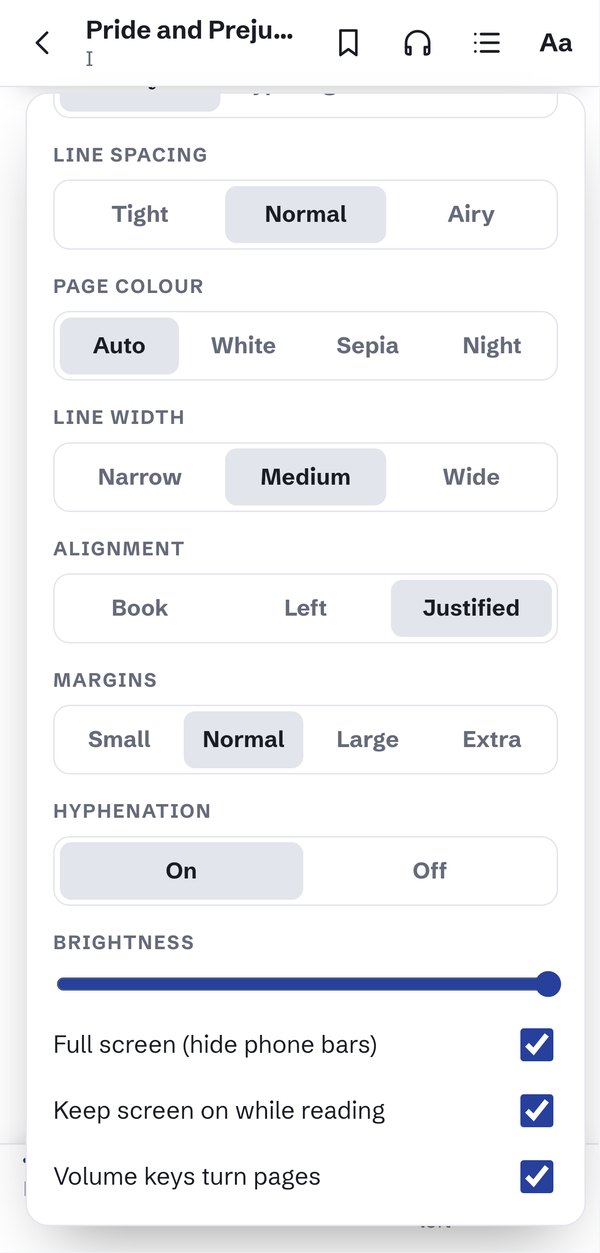 Pride and Preju...
I
Aa
LINE SPACING
Tight Normal Airy
PAGE COLOUR
Auto White Sepia Night
LINE WIDTH
Narrow Medium Wide
ALIGNMENT
Book Left Justified
MARGINS
Small Normal Large Extra
HYPHENATION
On Off
BRIGHTNESS
Full screen (hide phone bars)
Keep screen on while reading
Volume keys turn pages